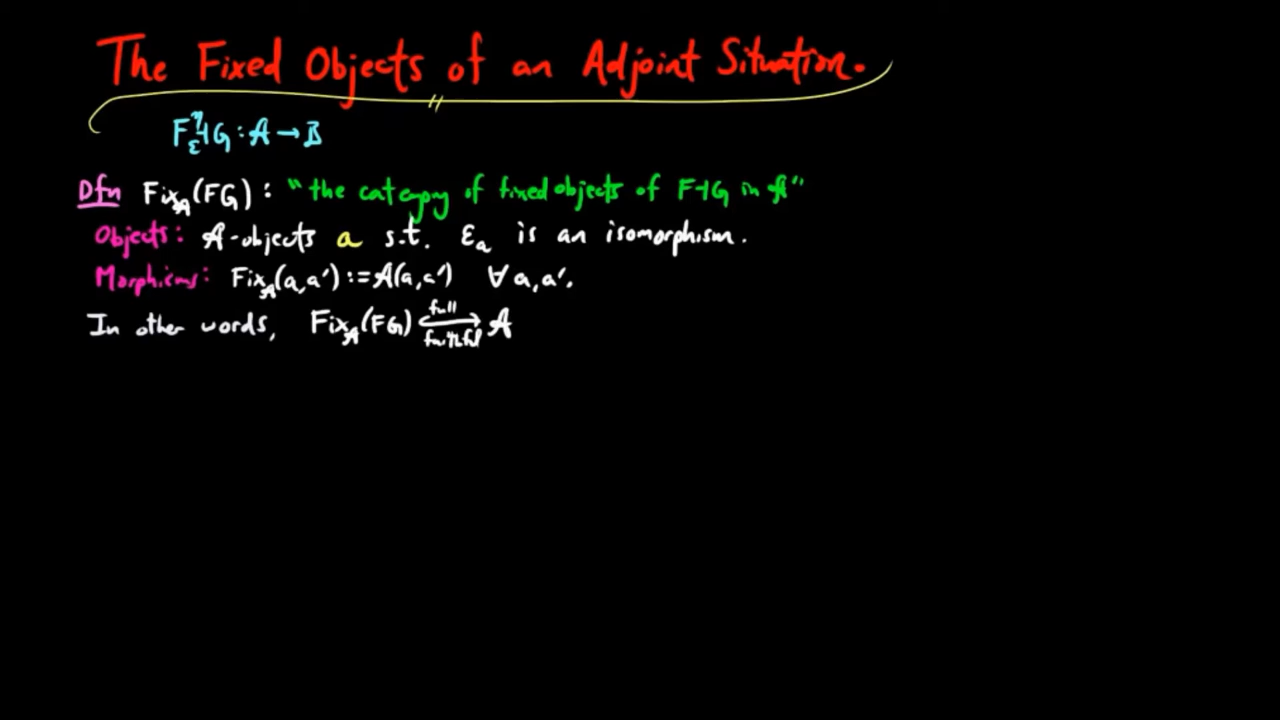 The Fixed Objects of an Adjoint Situation.
F η ε ⊣ G : A → B
Dfn Fix_A(FG) : "the category of fixed objects of F⊣G in A"
Objects: A-objects a s.t. ε_a is an isomorphism.
Morphisms: Fix_A(a,a') := A(a,a') ∀ a,a'.
In other words, Fix_A(FG) full faithful A